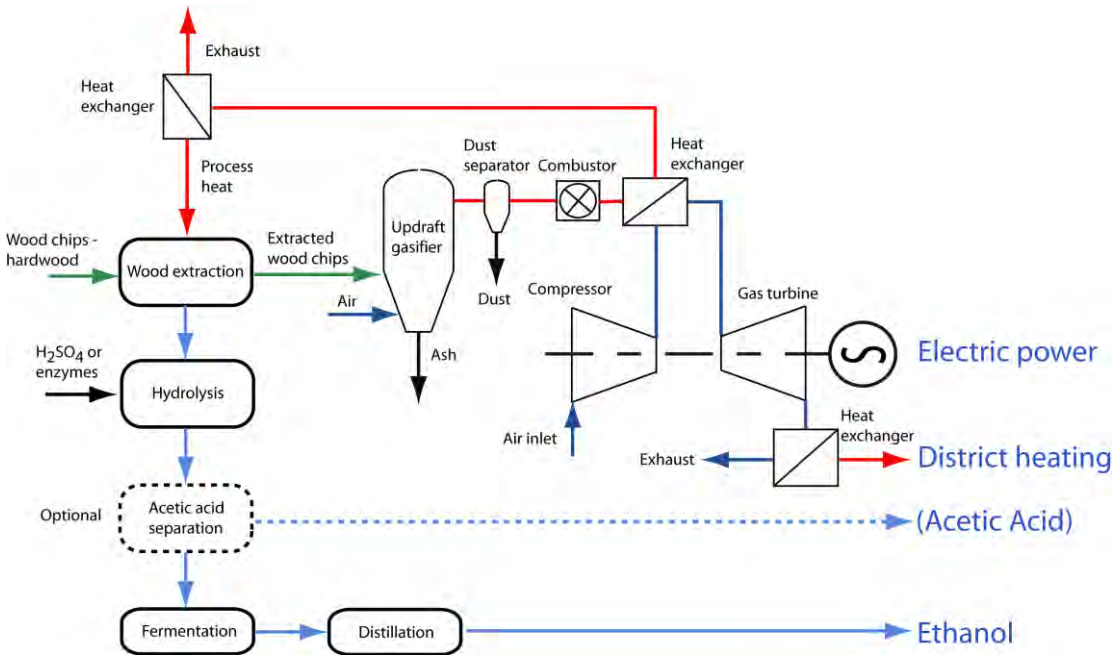 Exhaust
Heat
exchanger
Process
heat
Dust
separator
Combustor
Heat
exchanger
Updraft
gasifier
Wood chips -
hardwood
Wood extraction
Extracted
wood chips
Air
Dust
Ash
Compressor
Gas turbine
Electric power
H₂SO₄ or
enzymes
Hydrolysis
Air inlet
Exhaust
Heat
exchanger
District heating
Optional
Acetic acid
separation
(Acetic Acid)
Fermentation
Distillation
Ethanol